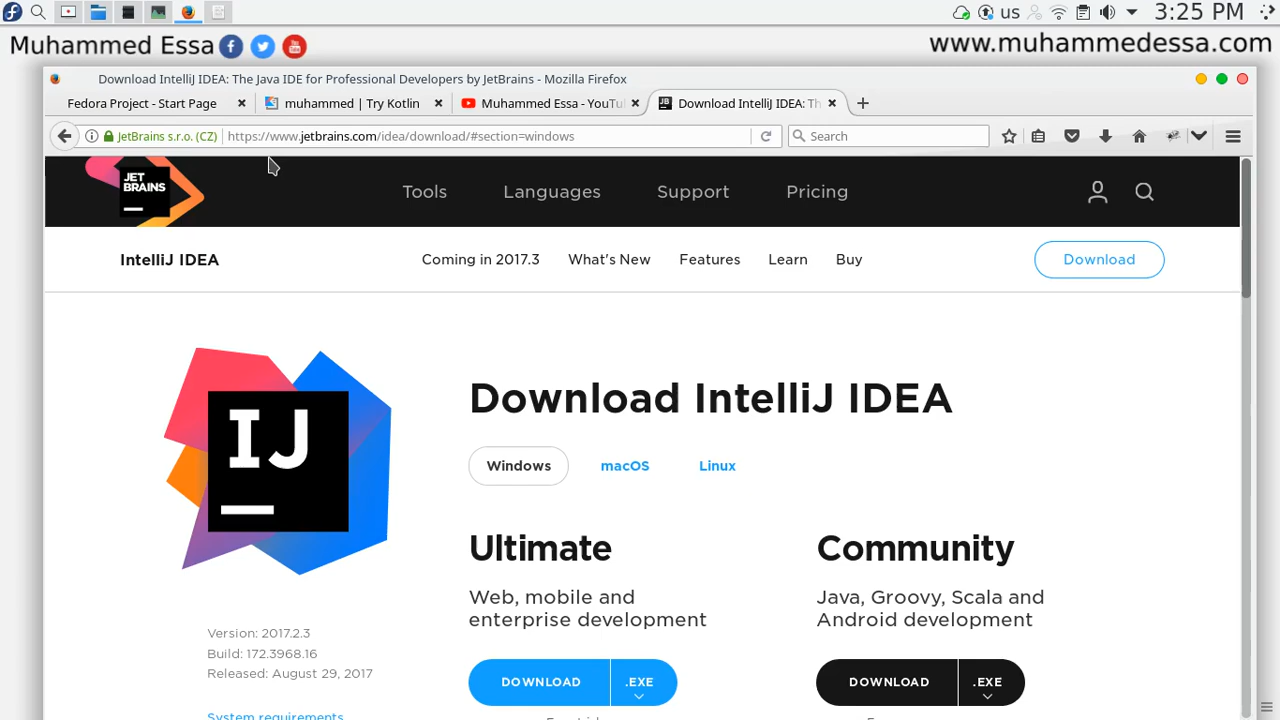 us
3:25 PM
Muhammed Essa
www.muhammedessa.com
Download IntelliJ IDEA: The Java IDE for Professional Developers by JetBrains - Mozilla Firefox
Fedora Project - Start Page
muhammed | Try Kotlin
Muhammed Essa - YouTu
Download IntelliJ IDEA: Th
JetBrains s.r.o. (CZ)
https://www.jetbrains.com/idea/download/#section=windows
Search
JET
BRAINS
Tools
Languages
Support
Pricing
IntelliJ IDEA
Coming in 2017.3
What's New
Features
Learn
Buy
Download
IJ
Download IntelliJ IDEA
Windows
macOS
Linux
Ultimate
Web, mobile and
enterprise development
DOWNLOAD
.EXE
Community
Java, Groovy, Scala and
Android development
DOWNLOAD
.EXE
Version: 2017.2.3
Build: 172.3968.16
Released: August 29, 2017
System requirements